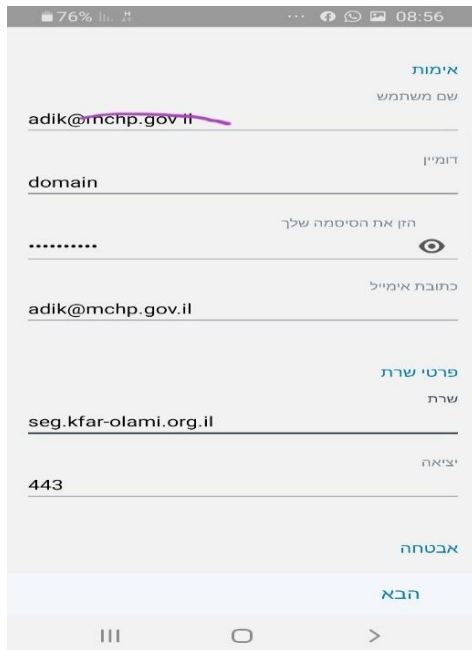 76% 08:56
אימות
שם משתמש
adik@mchp.gov il
דומיין
domain
הזן את הסיסמה שלך
••••••••••
כתובת אימייל
adik@mchp.gov.il
פרטי שרת
שרת
seg.kfar-olami.org.il
יציאה
443
אבטחה
הבא